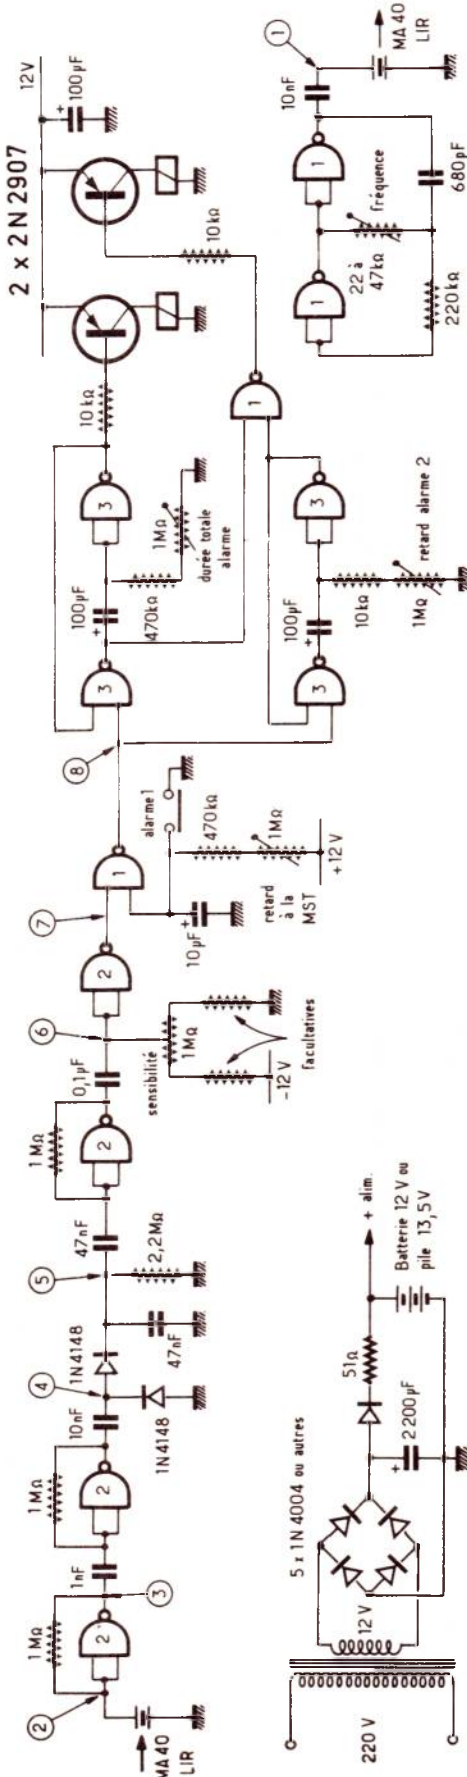 2 x 2N 2907
12V
+
100µF
10kΩ
10kΩ
3
100µF
+
3
470kΩ
1MΩ
durée totale
alarme
1
8
3
100µF
+
3
10kΩ
1MΩ
retard alarme 2
1
10nF
MA 40
LIR
1
1
22 à
47kΩ
fréquence
220kΩ
680pF
1MΩ
2
MA40
LIR
2
3
1nF
1MΩ
2
10nF
4
1N4148
1N4148
47nF
5
2,2MΩ
47nF
1MΩ
2
0,1µF
6
sensibilité
1MΩ
-12 V
facultatives
2
7
1
alarme 1
10µF
+
470kΩ
1MΩ
retard
à la
MST
+12 V
220 V
12V
5 x 1N 4004 ou autres
+
2200µF
51Ω
+ alim.
Batterie 12 V ou
pile 13,5V